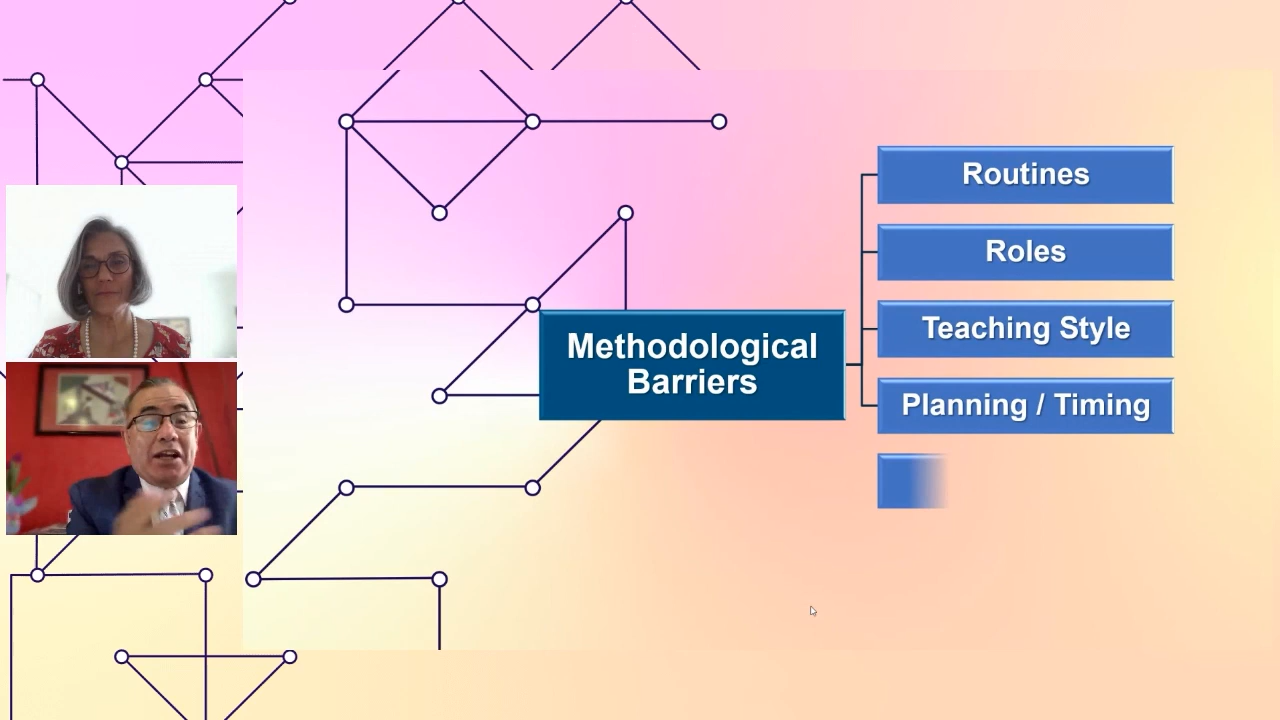 Routines
Roles
Teaching Style
Methodological
Barriers
Planning / Timing